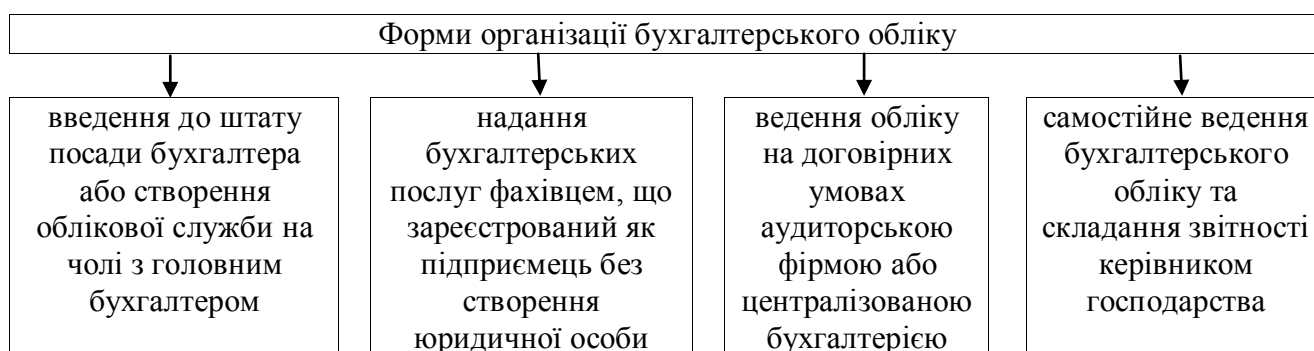 Форми організації бухгалтерського обліку
введення до штату
посади бухгалтера
або створення
облікової служби на
чолі з головним
бухгалтером
надання
бухгалтерських
послуг фахівцем, що
зареєстрований як
підприємець без
створення
юридичної особи
ведення обліку
на договірних
умовах
аудиторською
фірмою або
централізованою
бухгалтерією
самостійне ведення
бухгалтерського
обліку та
складання звітності
керівником
господарства